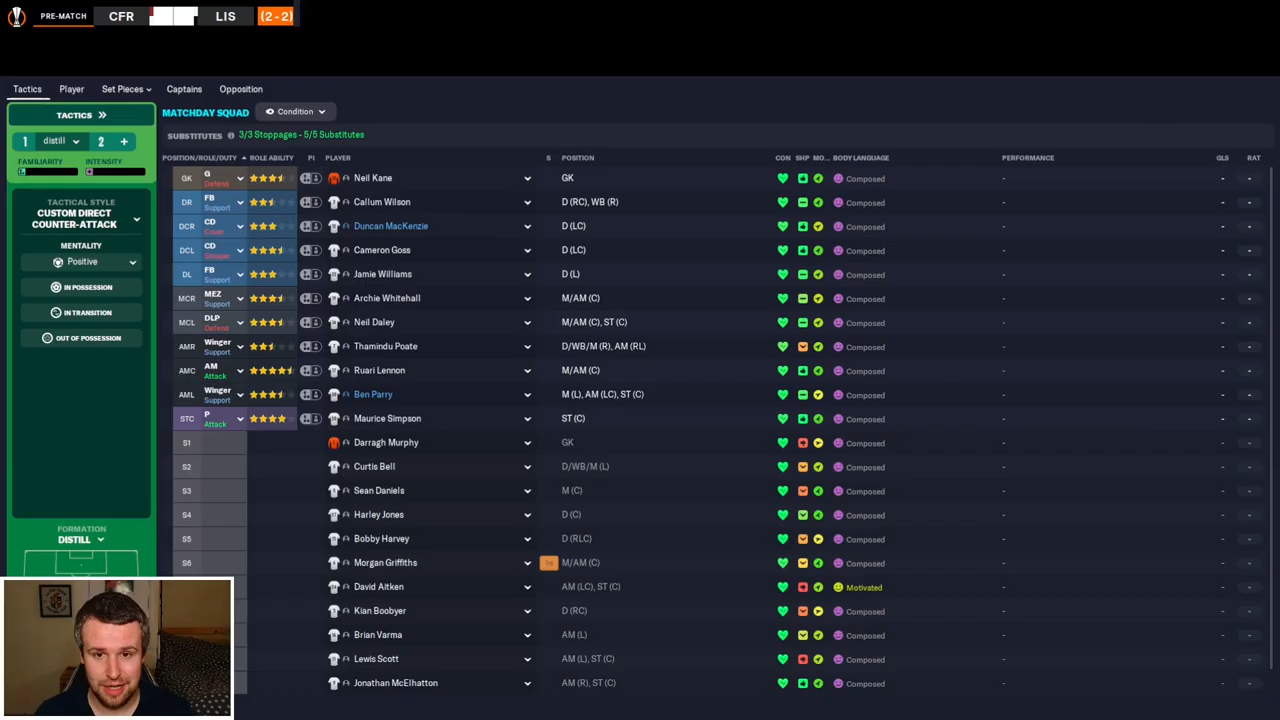 PRE-MATCH CFR LIS (2-2)
Tactics Player Set Pieces Captains Opposition
TACTICS
MATCHDAY SQUAD Condition
1 distill 2 +
SUBSTITUTES 3/3 Stoppages - 5/5 Substitutes
FAMILIARITY INTENSITY
POSITION/ROLE/DUTY ROLE ABILITY PI PLAYER S POSITION CON SHP MO... BODY LANGUAGE PERFORMANCE GLS RAT
GK G Defend Neil Kane GK Composed - - -
DR FB Support Callum Wilson D (RC), WB (R) Composed - - -
DCR CD Cover Duncan MacKenzie D (LC) Composed - - -
DCL CD Stopper Cameron Goss D (LC) Composed - - -
DL FB Support Jamie Williams D (L) Composed - - -
MCR MEZ Support Archie Whitehall M/AM (C) Composed - - -
MCL DLP Defend Neil Daley M/AM (C), ST (C) Composed - - -
AMR Winger Support Thamindu Poate D/WB/M (R), AM (RL) Composed - - -
AMC AM Attack Ruari Lennon M/AM (C) Composed - - -
AML Winger Support Ben Parry M (L), AM (LC), ST (C) Composed - - -
STC P Attack Maurice Simpson ST (C) Composed - - -
S1 Darragh Murphy GK Composed - - -
S2 Curtis Bell D/WB/M (L) Composed - - -
S3 Sean Daniels M (C) Composed - - -
S4 Harley Jones D (C) Composed - - -
S5 Bobby Harvey D (RLC) Composed - - -
S6 Morgan Griffiths M/AM (C) Composed - - -
David Aitken AM (LC), ST (C) Motivated - - -
Kian Boobyer D (RC) Composed - - -
Brian Varma AM (L) Composed - - -
Lewis Scott AM (L), ST (C) Composed - - -
Jonathan McElhatton AM (R), ST (C) Composed - - -
TACTICAL STYLE
CUSTOM DIRECT
COUNTER-ATTACK
MENTALITY
Positive
IN POSSESSION
IN TRANSITION
OUT OF POSSESSION
FORMATION
DISTILL